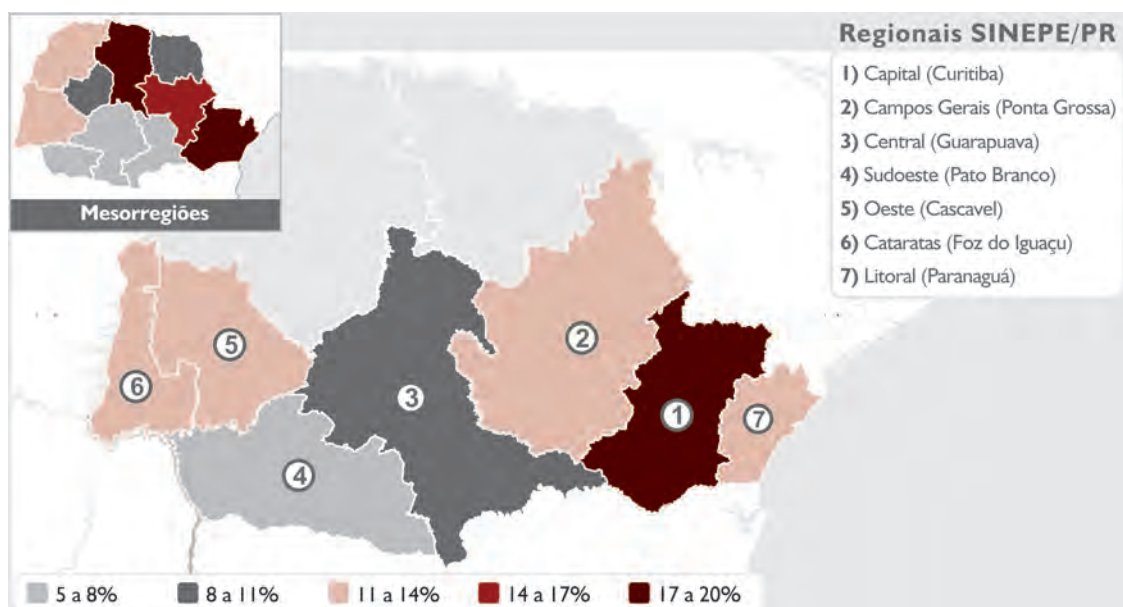 Mesorregiões
Regionais SINEPE/PR
1) Capital (Curitiba)
2) Campos Gerais (Ponta Grossa)
3) Central (Guarapuava)
4) Sudoeste (Pato Branco)
5) Oeste (Cascavel)
6) Cataratas (Foz do Iguaçu)
7) Litoral (Paranaguá)
2
5
6
3
1
7
4
5 a 8%
8 a 11%
11 a 14%
14 a 17%
17 a 20%